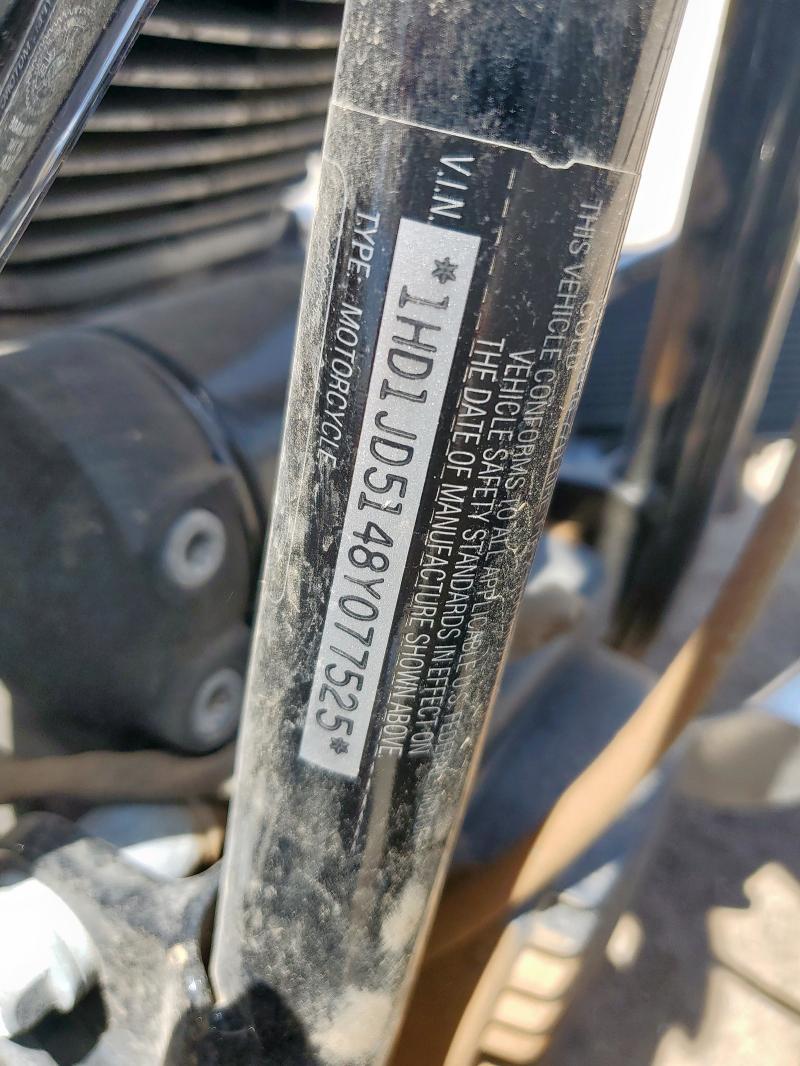 THIS VEHICLE CONFORMS TO ALL APPLICABLE
VEHICLE SAFETY STANDARDS IN EFFECT ON
THE DATE OF MANUFACTURE SHOWN ABOVE
V.I.N.
*1HD1JD5148Y077525*
TYPE - MOTORCYCLE